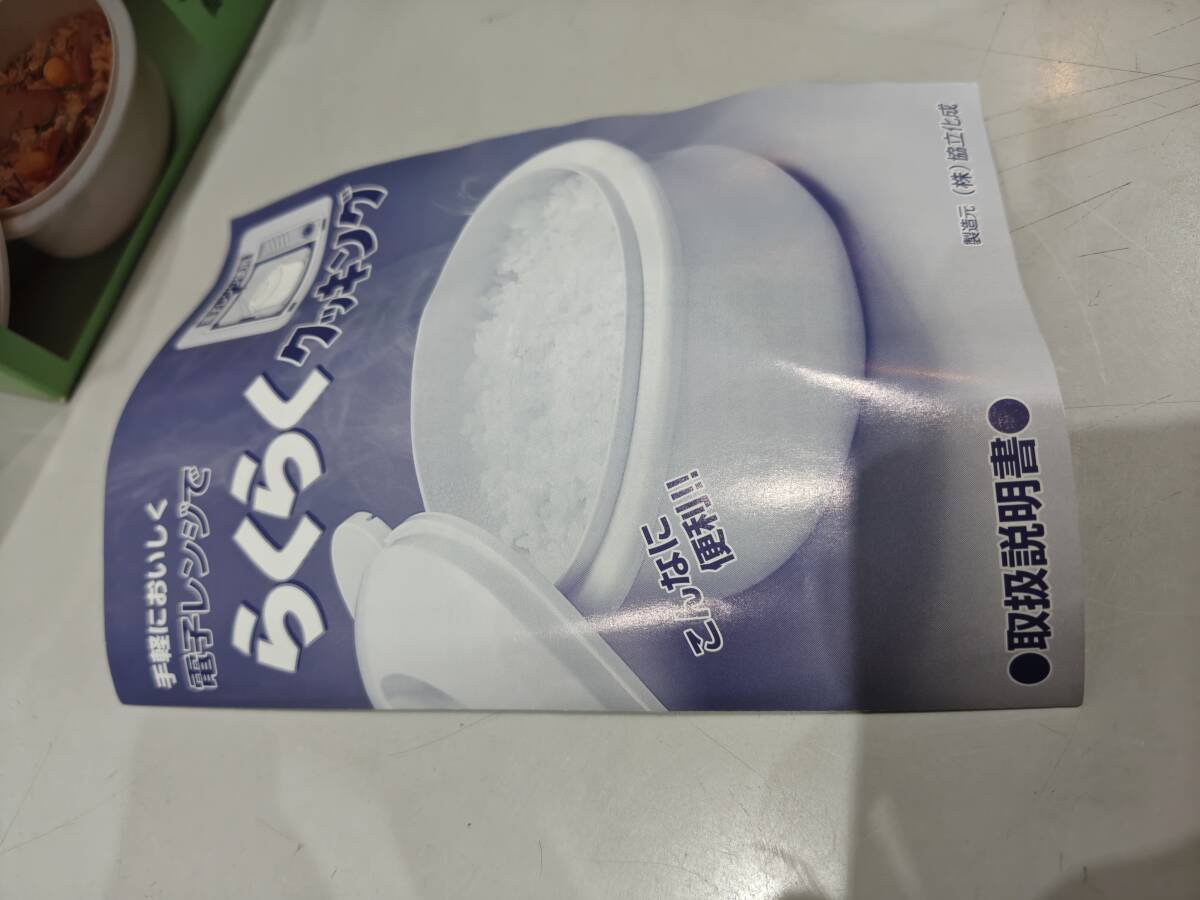 手軽においしく
電子レンジで
らくらく
クッキング
こんなに
便利!!!
●取扱説明書●
製造元 (株)協立化成